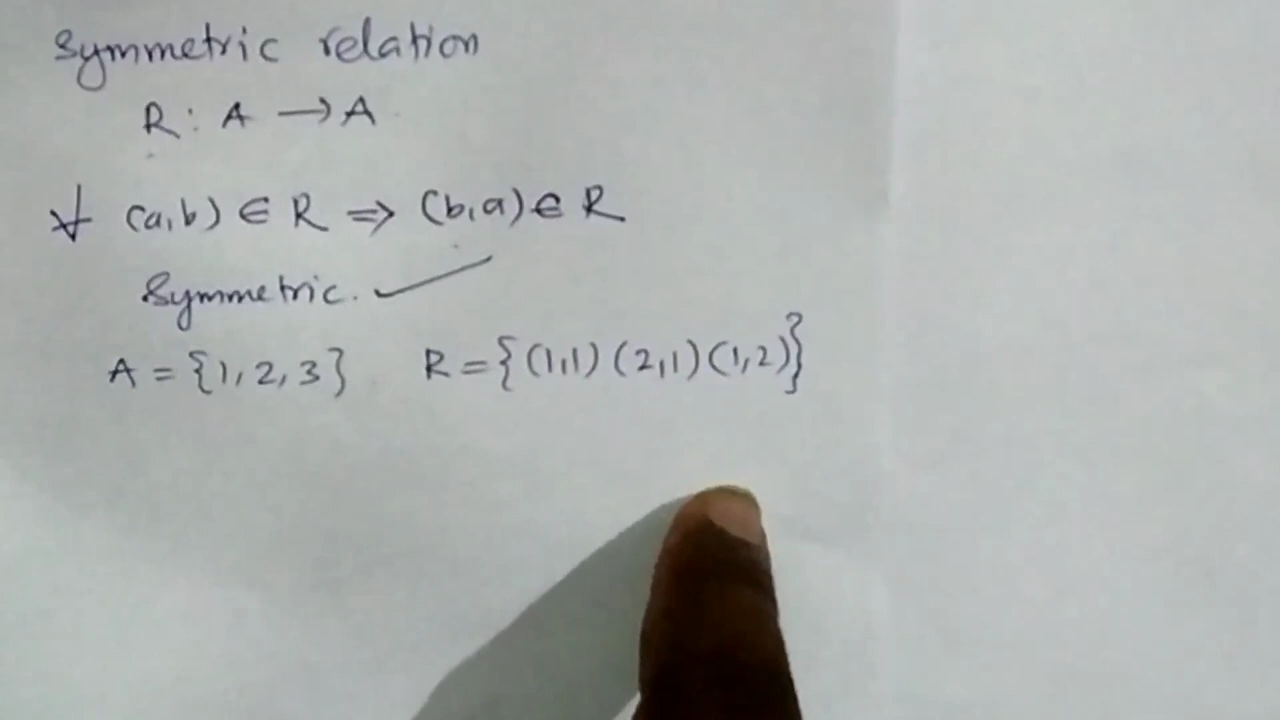 Symmetric relation
R: A → A
∀ (a,b) ∈ R ⇒ (b,a) ∈ R
Symmetric. ✓
A = {1, 2, 3} R = {(1,1) (2,1) (1,2)}